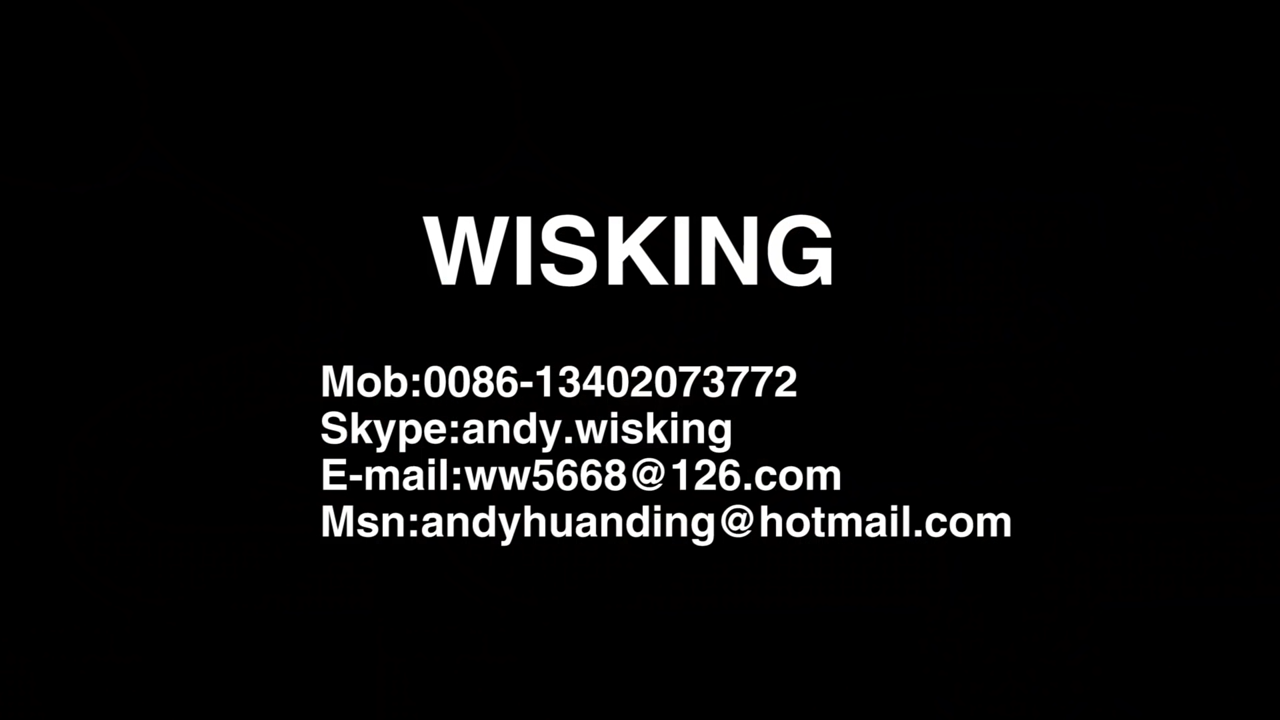 WISKING
Mob:0086-13402073772
Skype:andy.wisking
E-mail:ww5668@126.com
Msn:andyhuanding@hotmail.com